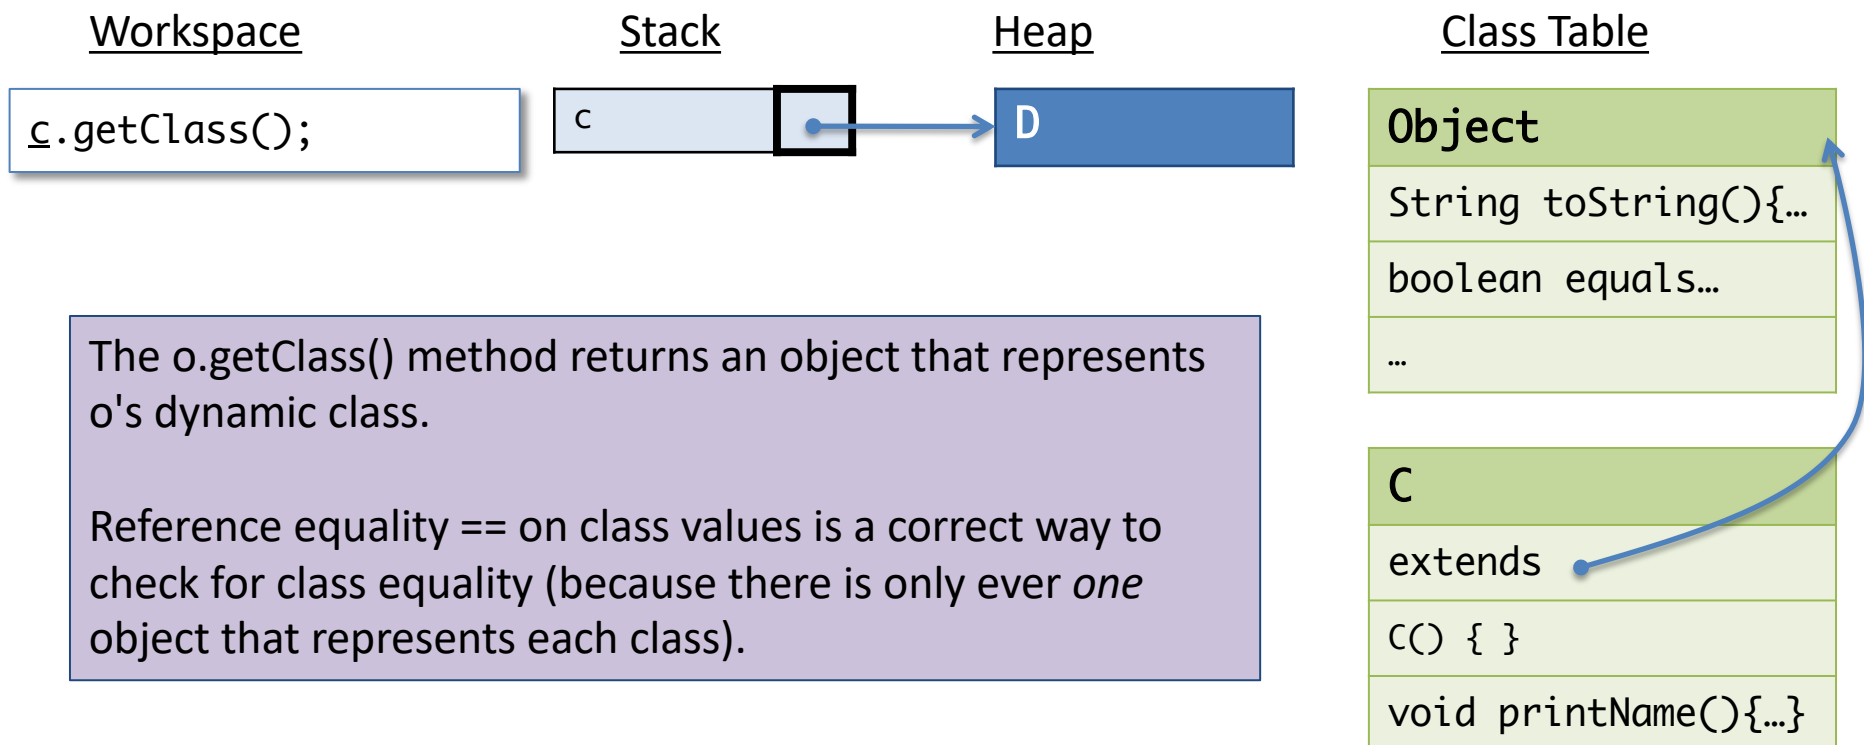 Workspace
Stack
Heap
Class Table
c.getClass();
c
D
Object
String toString(){…
boolean equals…
…
The o.getClass() method returns an object that represents
o's dynamic class.
Reference equality == on class values is a correct way to
check for class equality (because there is only ever one
object that represents each class).
C
extends
C() { }
void printName(){…}